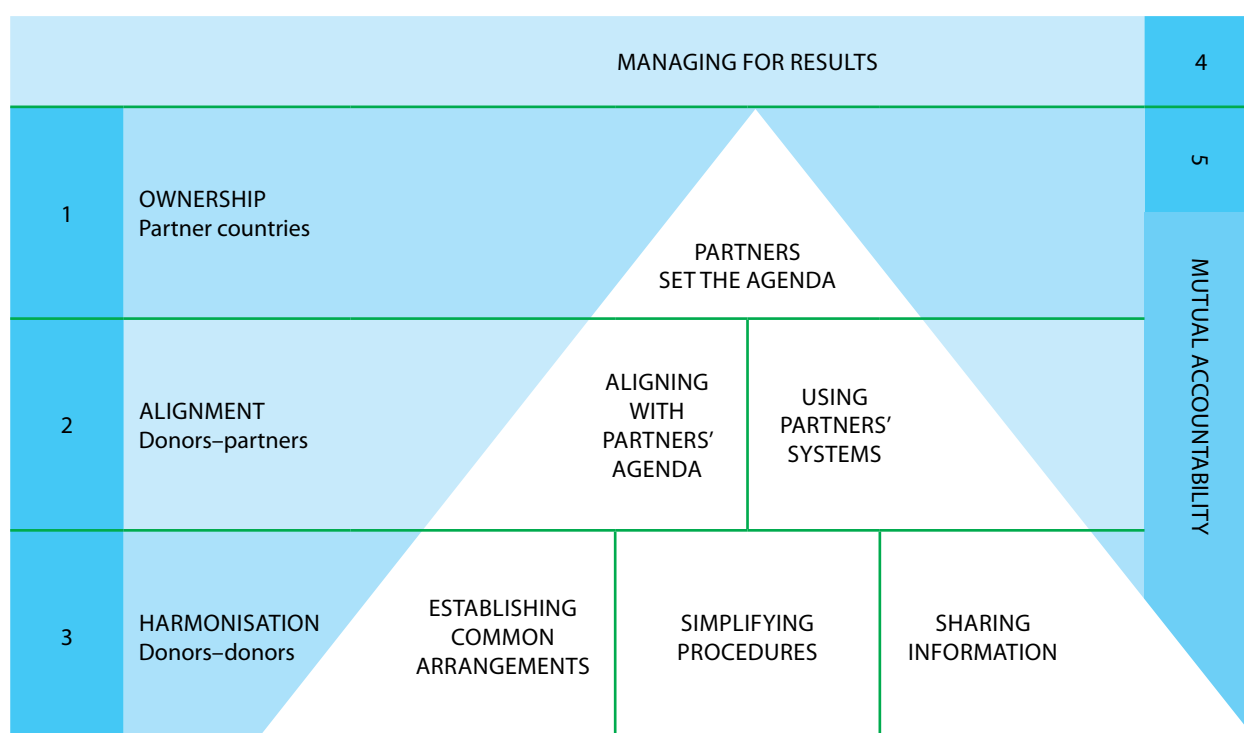 MANAGING FOR RESULTS
4
5
MUTUAL ACCOUNTABILITY
1
OWNERSHIP
Partner countries
PARTNERS
SET THE AGENDA
2
ALIGNMENT
Donors–partners
ALIGNING
WITH
PARTNERS’
AGENDA
USING
PARTNERS’
SYSTEMS
3
HARMONISATION
Donors–donors
ESTABLISHING
COMMON
ARRANGEMENTS
SIMPLIFYING
PROCEDURES
SHARING
INFORMATION